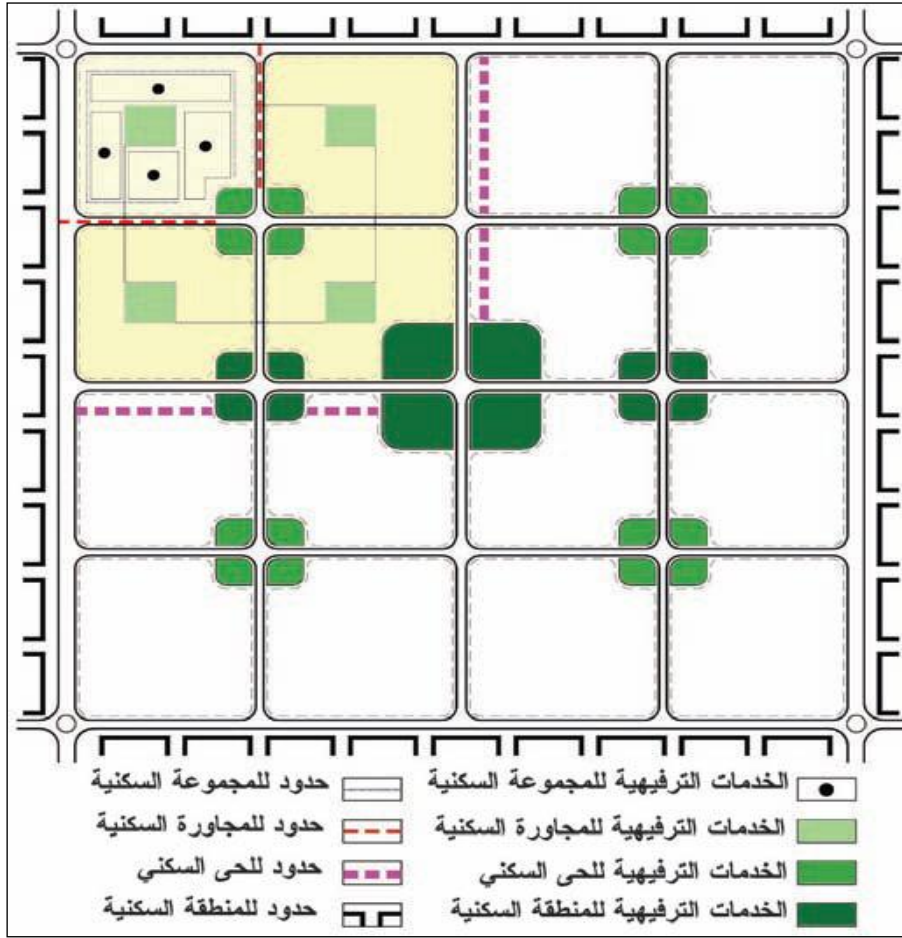 الخدمات الترفيهية للمجموعة السكنية
حدود للمجموعة السكنية
الخدمات الترفيهية للمجاورة السكنية
حدود للمجاورة السكنية
الخدمات الترفيهية للحى السكني
حدود للحى السكني
الخدمات الترفيهية للمنطقة السكنية
حدود للمنطقة السكنية